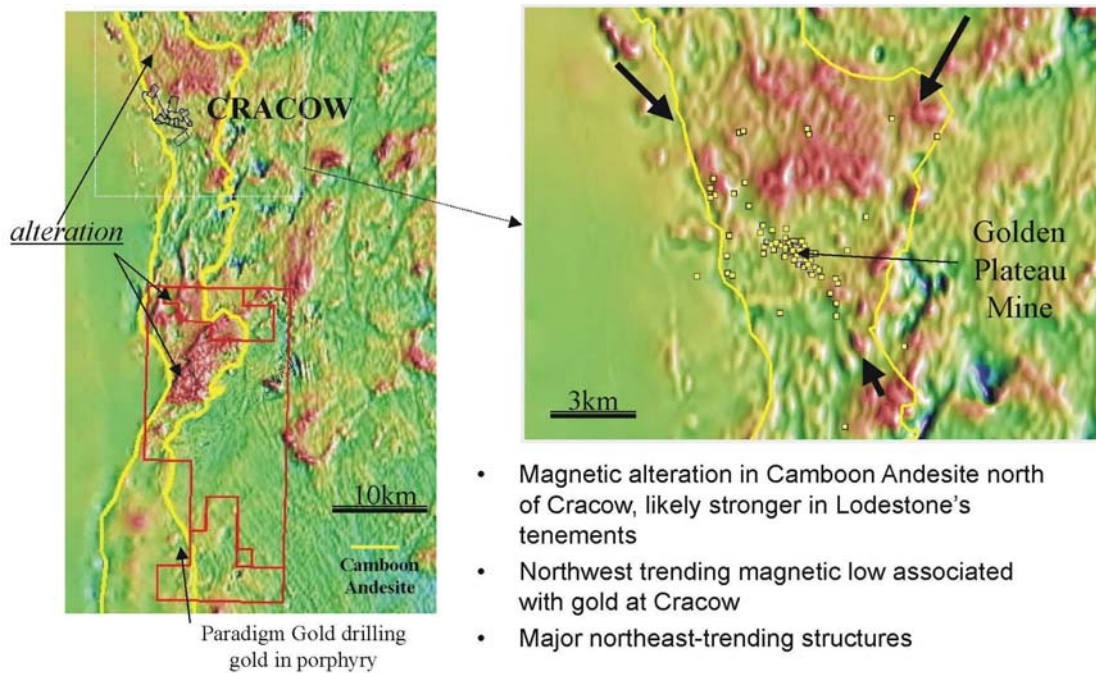 CRACOW
alteration
10km
Camboon
Andesite
Paradigm Gold drilling
gold in porphyry
Golden
Plateau
Mine
3km
• Magnetic alteration in Camboon Andesite north
of Cracow, likely stronger in Lodestone's
tenements
• Northwest trending magnetic low associated
with gold at Cracow
• Major northeast-trending structures